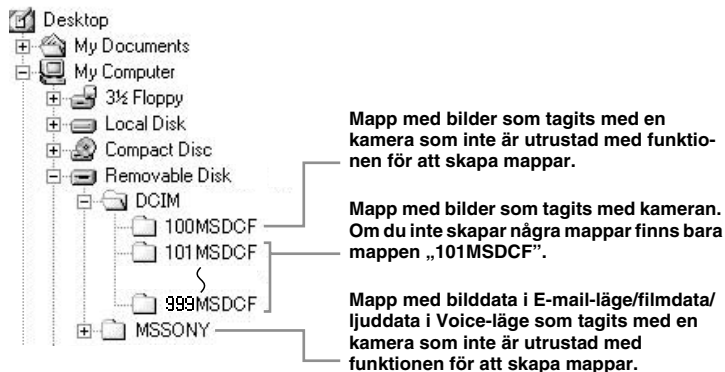 Desktop
My Documents
My Computer
3½ Floppy
Local Disk
Compact Disc
Removable Disk
DCIM
100MSDCF
101MSDCF
999MSDCF
MSSONY
Mapp med bilder som tagits med en
kamera som inte är utrustad med funktio-
nen för att skapa mappar.
Mapp med bilder som tagits med kameran.
Om du inte skapar några mappar finns bara
mappen „101MSDCF”.
Mapp med bilddata i E-mail-läge/filmdata/
ljuddata i Voice-läge som tagits med en
kamera som inte är utrustad med
funktionen för att skapa mappar.